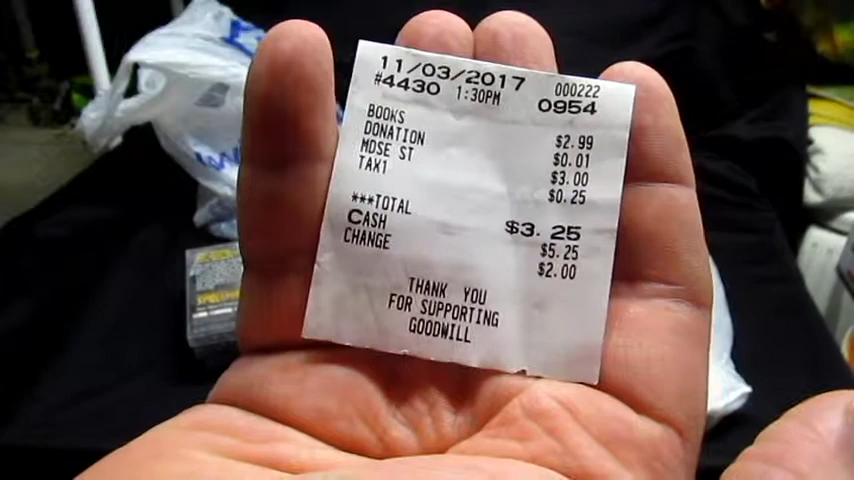 11/03/2017 000222
#4430 1:30PM 0954
BOOKS $2.99
DONATION $0.01
MDSE ST $3.00
TAX1 $0.25
***TOTAL $3.25
CASH $5.25
CHANGE $2.00
THANK YOU
FOR SUPPORTING
GOODWILL